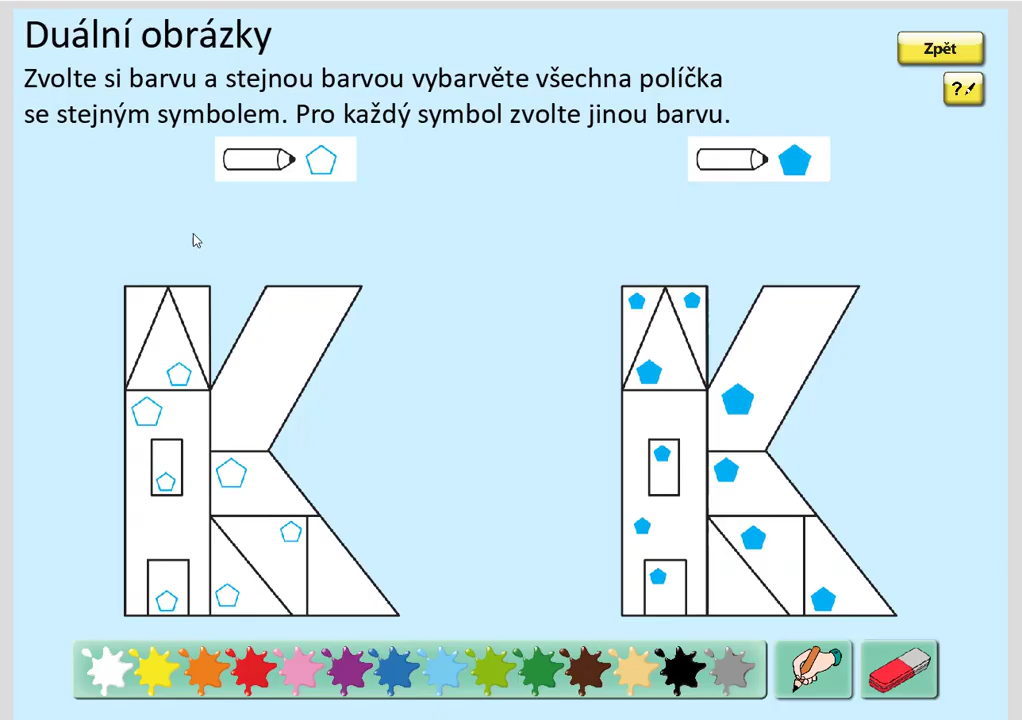 Duální obrázky
Zpět
Zvolte si barvu a stejnou barvou vybarvěte všechna políčka
?
se stejným symbolem. Pro každý symbol zvolte jinou barvu.